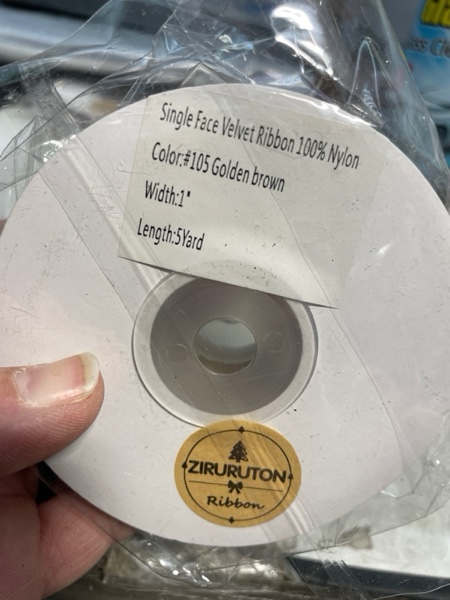 Single Face Velvet Ribbon 100% Nylon
Color:#105 Golden brown
Width:1"
Length:5Yard
ZIRURUTON
Ribbon